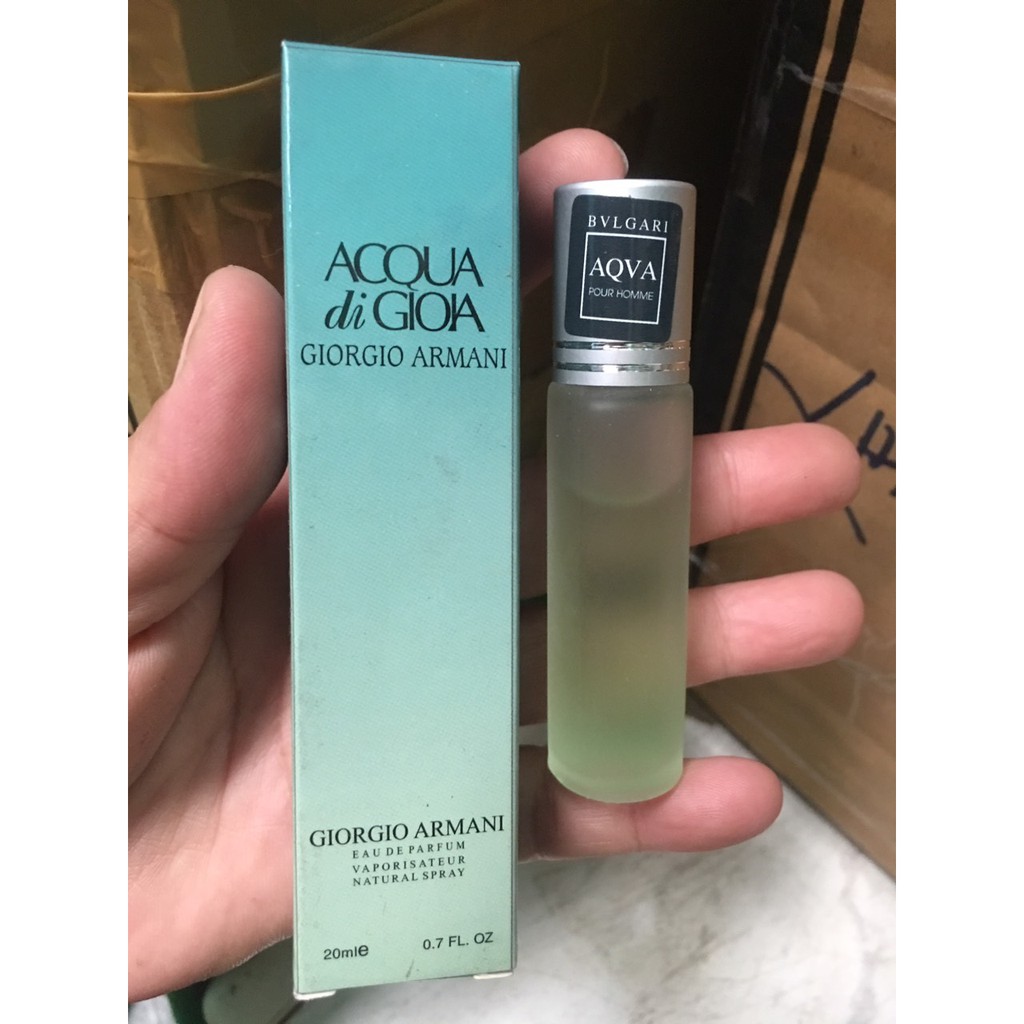 ACQUA
di GIOIA
GIORGIO ARMANI
GIORGIO ARMANI
EAU DE PARFUM
VAPORISATEUR
NATURAL SPRAY
20ml e
0.7 FL. OZ
BVLGARI
AQVA
POUR HOMME